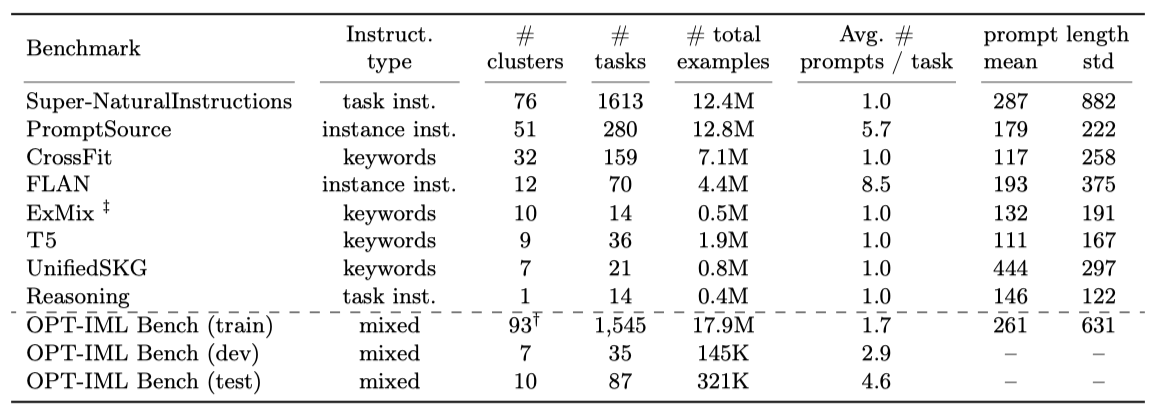 Benchmark Instruct. type # clusters # tasks # total examples Avg. # prompts / task prompt length mean std
Super-NaturalInstructions task inst. 76 1613 12.4M 1.0 287 882
PromptSource instance inst. 51 280 12.8M 5.7 179 222
CrossFit keywords 32 159 7.1M 1.0 117 258
FLAN instance inst. 12 70 4.4M 8.5 193 375
ExMix ‡ keywords 10 14 0.5M 1.0 132 191
T5 keywords 9 36 1.9M 1.0 111 167
UnifiedSKG keywords 7 21 0.8M 1.0 444 297
Reasoning task inst. 1 14 0.4M 1.0 146 122
OPT-IML Bench (train) mixed 93† 1,545 17.9M 1.7 261 631
OPT-IML Bench (dev) mixed 7 35 145K 2.9 – –
OPT-IML Bench (test) mixed 10 87 321K 4.6 – –